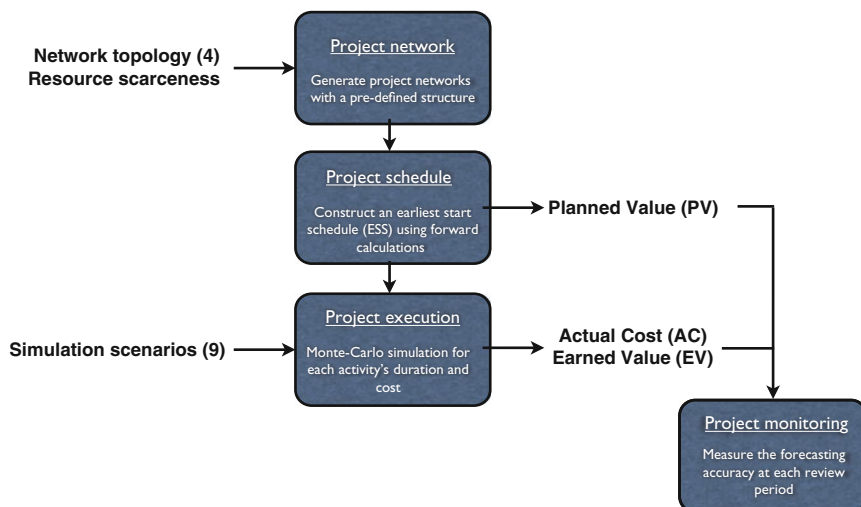 Network topology (4)
Resource scarceness
Project network
Generate project networks
with a pre-defined structure
Project schedule
Construct an earliest start
schedule (ESS) using forward
calculations
Planned Value (PV)
Simulation scenarios (9)
Project execution
Monte-Carlo simulation for
each activity's duration and
cost
Actual Cost (AC)
Earned Value (EV)
Project monitoring
Measure the forecasting
accuracy at each review
period